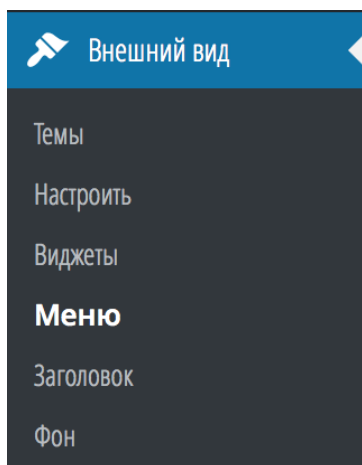 Внешний вид
Темы
Настроить
Виджеты
Меню
Заголовок
Фон